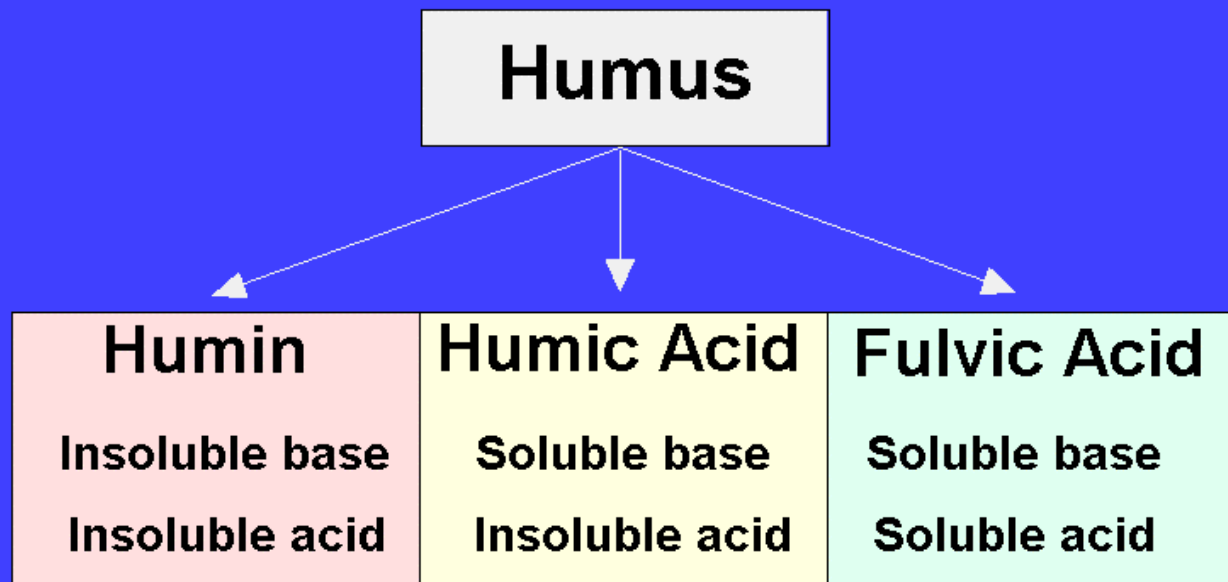 Humus
Humin
Insoluble base
Insoluble acid
Humic Acid
Soluble base
Insoluble acid
Fulvic Acid
Soluble base
Soluble acid